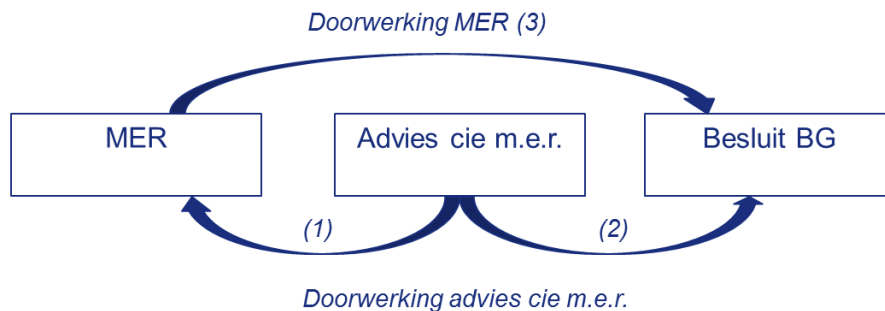 Doorwerking MER (3)
MER
Advies cie m.e.r.
Besluit BG
(1)
(2)
Doorwerking advies cie m.e.r.